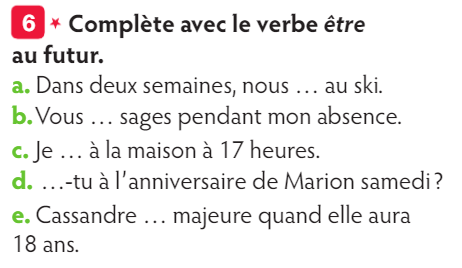 6 * Complète avec le verbe être
au futur.
a. Dans deux semaines, nous … au ski.
b. Vous … sages pendant mon absence.
c. Je … à la maison à 17 heures.
d. …-tu à l'anniversaire de Marion samedi ?
e. Cassandre … majeure quand elle aura
18 ans.